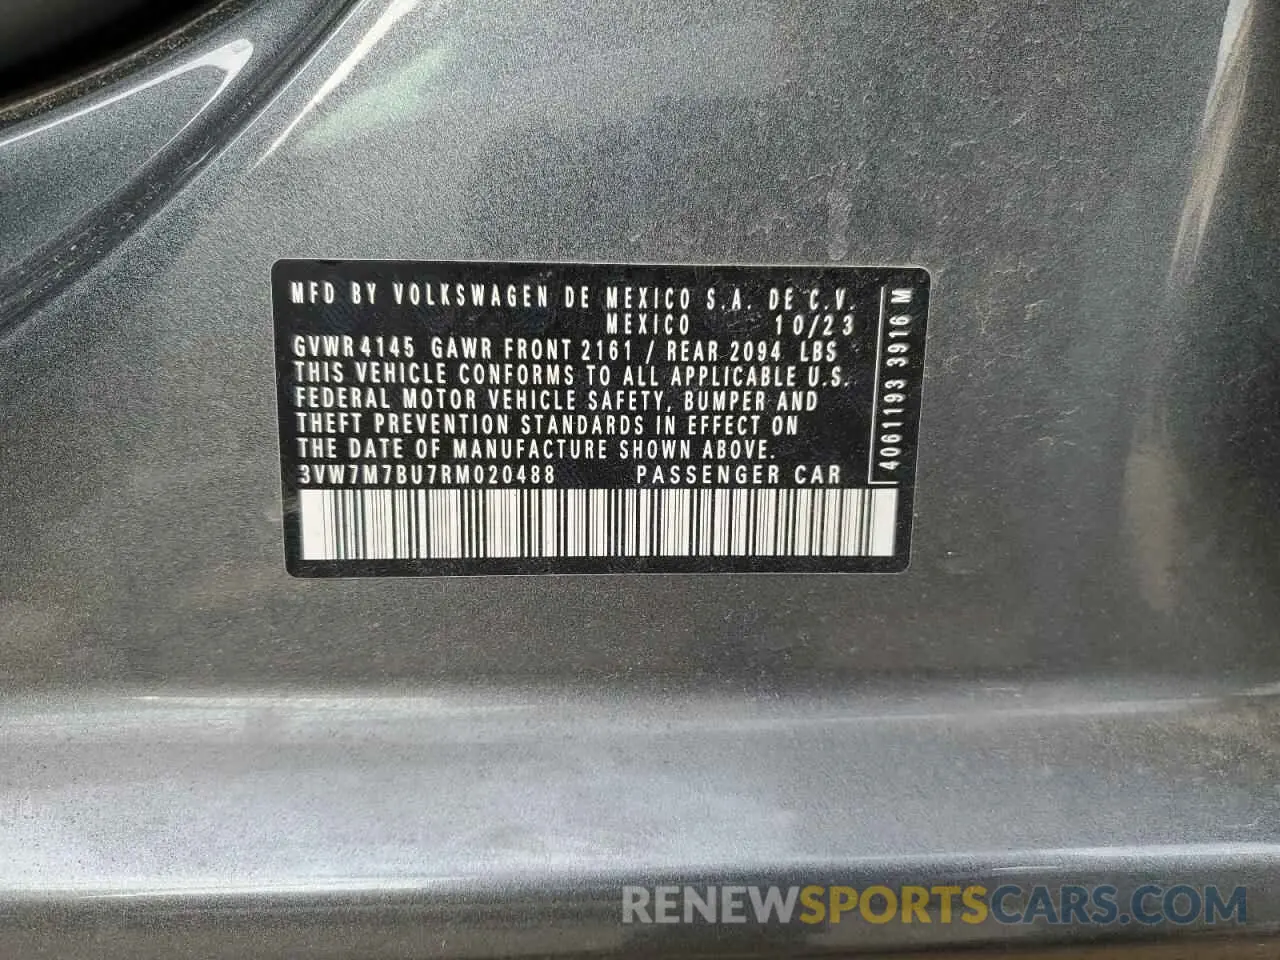 MFD BY VOLKSWAGEN DE MEXICO S.A. DE C.V.
MEXICO 10/23
GVWR 4145 GAWR FRONT 2161 / REAR 2094 LBS
THIS VEHICLE CONFORMS TO ALL APPLICABLE U.S.
FEDERAL MOTOR VEHICLE SAFETY, BUMPER AND
THEFT PREVENTION STANDARDS IN EFFECT ON
THE DATE OF MANUFACTURE SHOWN ABOVE.
3VW7M7BU7RM020488 PASSENGER CAR
4061193 3916 M
RENEWSPORTSCARS.COM